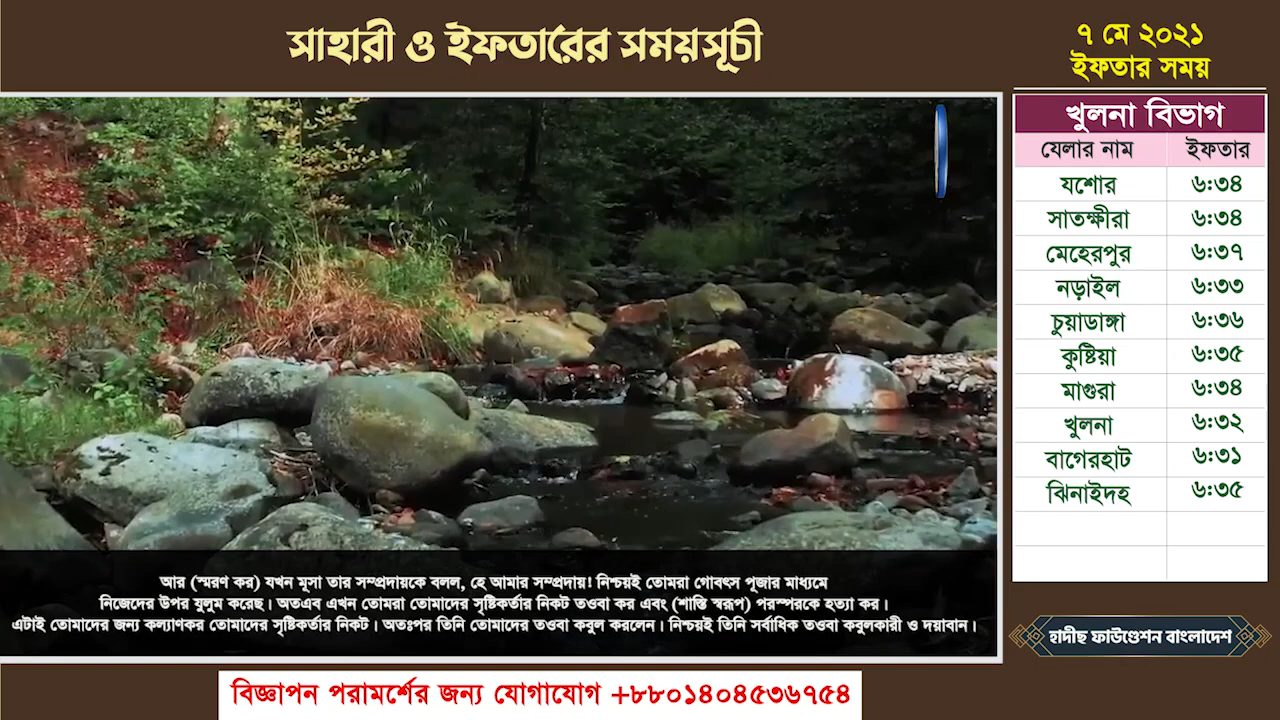 সাহারী ও ইফতারের সময়সূচী
৭ মে ২০২১
ইফতার সময়
খুলনা বিভাগ
যেলার নাম ইফতার
যশোর ৬:৩৪
সাতক্ষীরা ৬:৩৪
মেহেরপুর ৬:৩৭
নড়াইল ৬:৩৩
চুয়াডাঙ্গা ৬:৩৬
কুষ্টিয়া ৬:৩৫
মাগুরা ৬:৩৪
খুলনা ৬:৩২
বাগেরহাট ৬:৩১
ঝিনাইদহ ৬:৩৫
আর (স্মরণ কর) যখন মূসা তার সম্প্রদায়কে বলল, হে আমার সম্প্রদায়! নিশ্চয়ই তোমরা গোবৎস পূজার মাধ্যমে
নিজেদের উপর যুলুম করেছ। অতএব এখন তোমরা তোমাদের সৃষ্টিকর্তার নিকট তওবা কর এবং (শাস্তি স্বরূপ) পরস্পরকে হত্যা কর।
এটাই তোমাদের জন্য কল্যাণকর তোমাদের সৃষ্টিকর্তার নিকট। অতঃপর তিনি তোমাদের তওবা কবুল করলেন। নিশ্চয়ই তিনি সর্বাধিক তওবা কবুলকারী ও দয়াবান।
হাদীছ ফাউণ্ডেশন বাংলাদেশ
বিজ্ঞাপন পরামর্শের জন্য যোগাযোগ +৮৮০১৪০৪৫৩৬৭৫৪